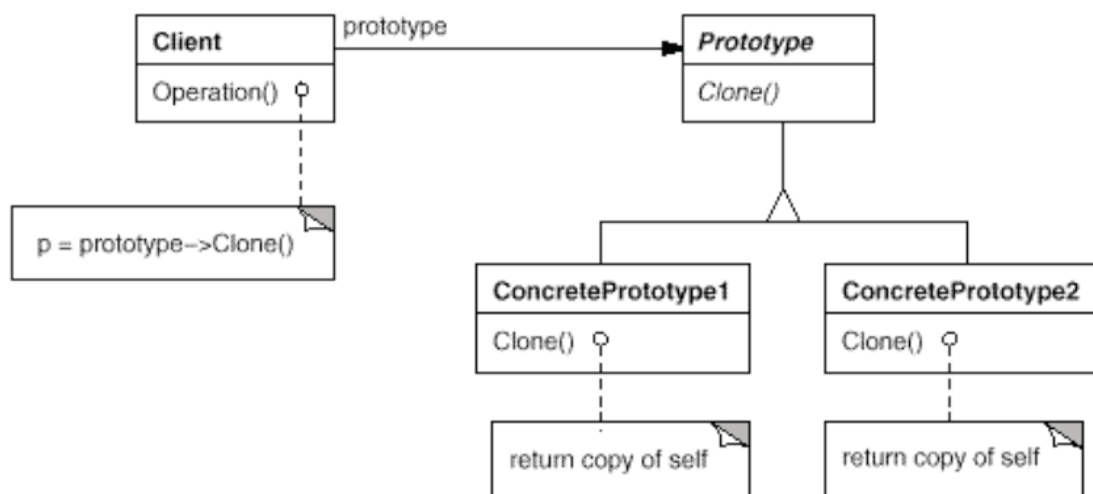 Client
prototype
Prototype
Operation()
Clone()
p = prototype->Clone()
ConcretePrototype1
ConcretePrototype2
Clone()
Clone()
return copy of self
return copy of self